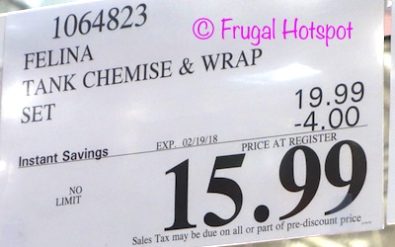 © Frugal Hotspot
1064823
FELINA
TANK CHEMISE & WRAP
SET
19.99
-4.00
Instant Savings
EXP. 02/19/18
PRICE AT REGISTER
NO
LIMIT
15.99
Sales Tax may be due on all or part of pre-discount price